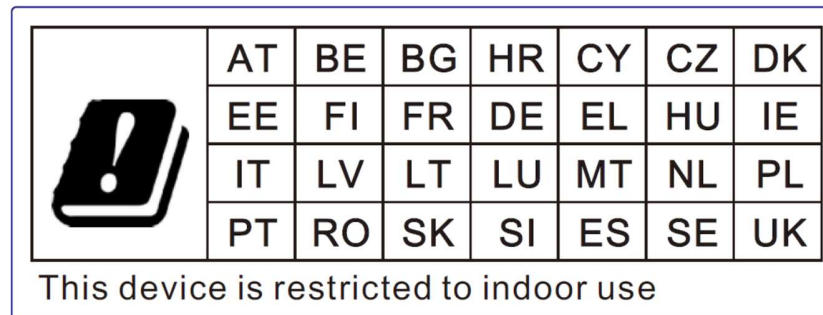 AT BE BG HR CY CZ DK
EE FI FR DE EL HU IE
IT LV LT LU MT NL PL
PT RO SK SI ES SE UK
This device is restricted to indoor use